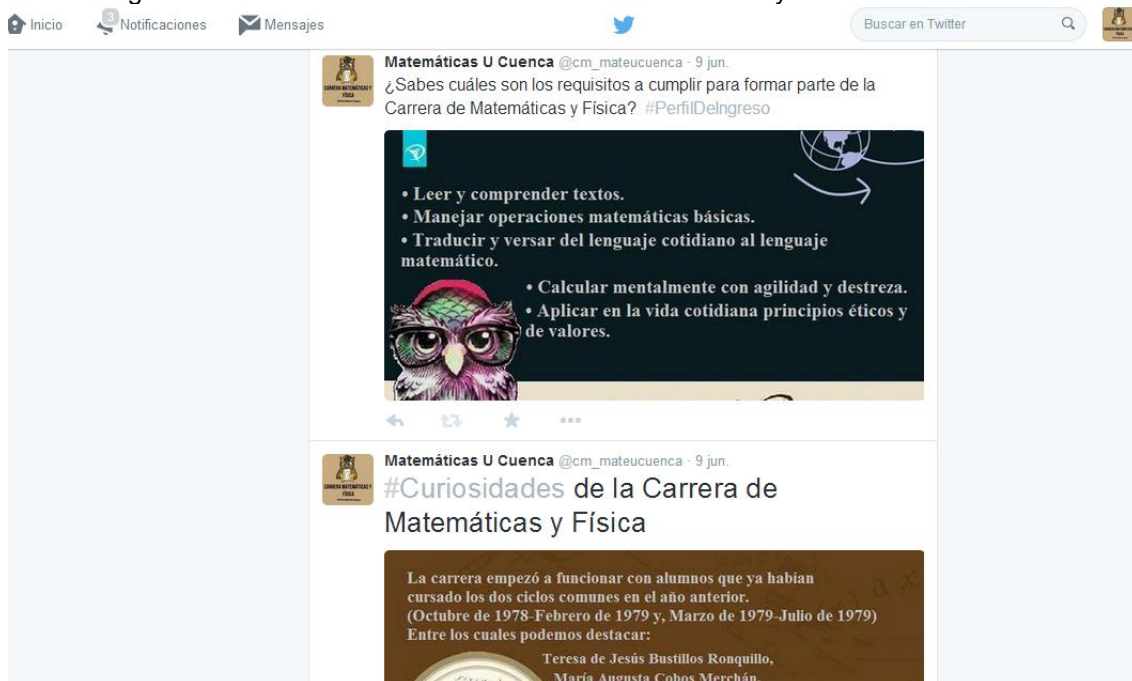 Inicio
3
Notificaciones
Mensajes
Buscar en Twitter
Matemáticas U Cuenca @cm_mateucuenca · 9 jun.
¿Sabes cuáles son los requisitos a cumplir para formar parte de la
Carrera de Matemáticas y Física? #PerfilDeIngreso
• Leer y comprender textos.
• Manejar operaciones matemáticas básicas.
• Traducir y versar del lenguaje cotidiano al lenguaje
matemático.
• Calcular mentalmente con agilidad y destreza.
• Aplicar en la vida cotidiana principios éticos y
de valores.
Matemáticas U Cuenca @cm_mateucuenca · 9 jun.
#Curiosidades de la Carrera de
Matemáticas y Física
La carrera empezó a funcionar con alumnos que ya habían
cursado los dos ciclos comunes en el año anterior.
(Octubre de 1978-Febrero de 1979 y, Marzo de 1979-Julio de 1979)
Entre los cuales podemos destacar:
Teresa de Jesús Bustillos Ronquillo,
María Augusta Cobos Merchán,